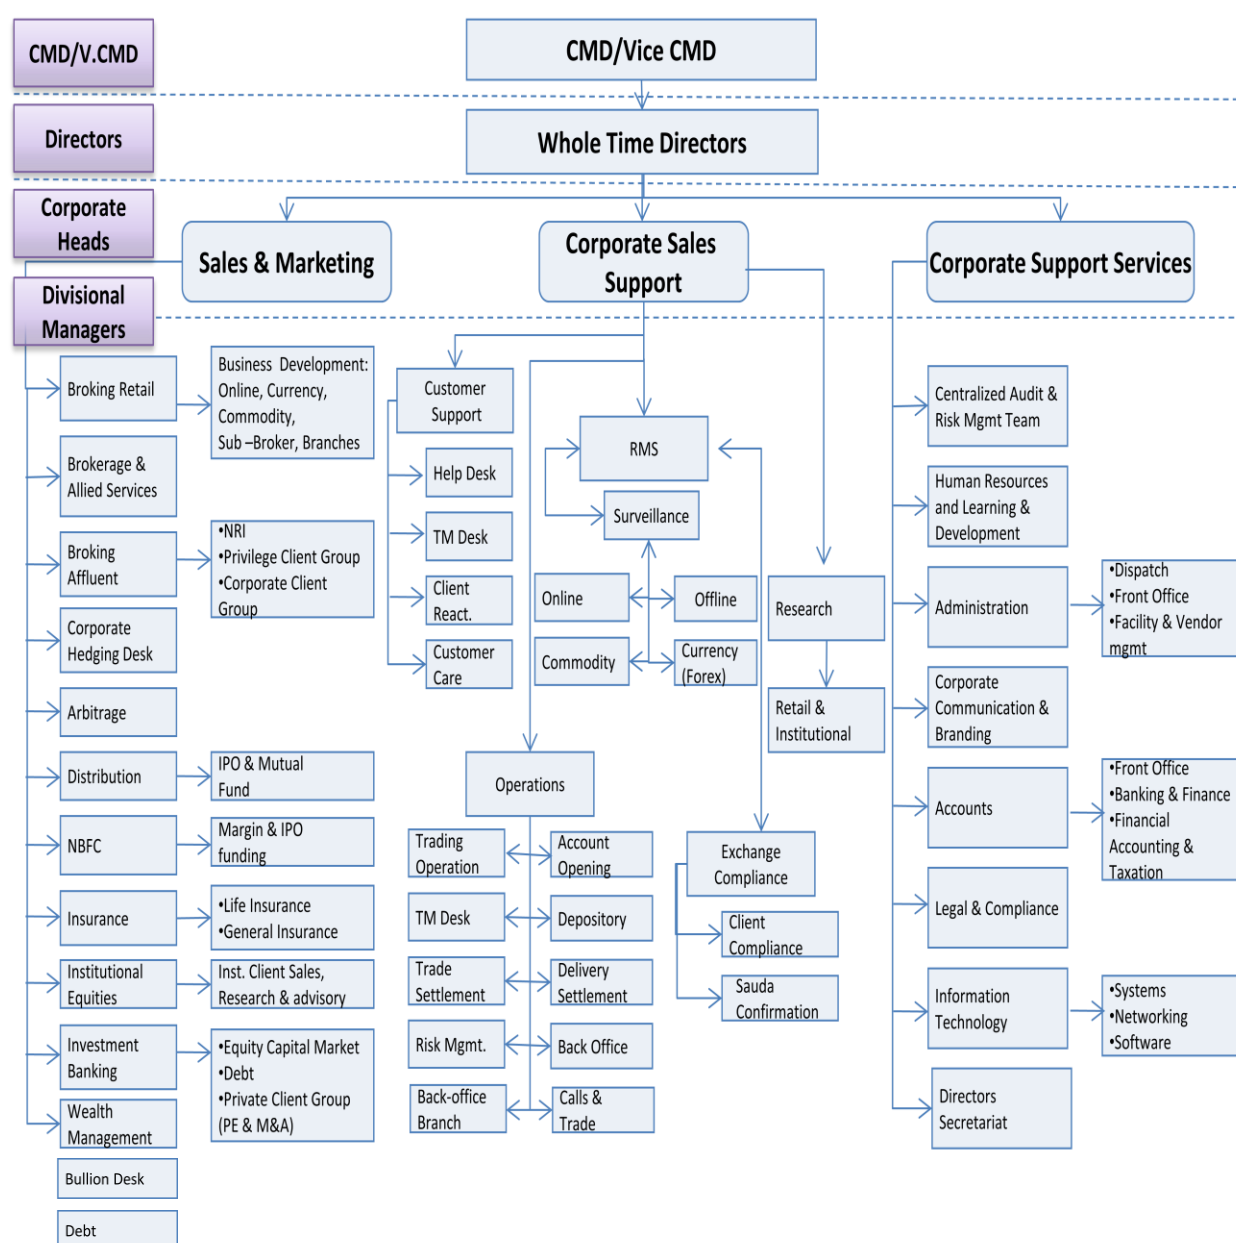 CMD/V.CMD
CMD/Vice CMD
Directors
Whole Time Directors
Corporate
Heads
Divisional
Managers
Sales & Marketing
Corporate Sales
Support
Corporate Support Services
Broking Retail
Business Development:
Online, Currency,
Commodity,
Sub –Broker, Branches
Brokerage &
Allied Services
Broking
Affluent
•NRI
•Privilege Client Group
•Corporate Client
Group
Corporate
Hedging Desk
Arbitrage
Distribution
IPO & Mutual
Fund
NBFC
Margin & IPO
funding
Insurance
•Life Insurance
•General Insurance
Institutional
Equities
Inst. Client Sales,
Research & advisory
Investment
Banking
•Equity Capital Market
•Debt
•Private Client Group
(PE & M&A)
Wealth
Management
Bullion Desk
Debt
Customer
Support
Help Desk
TM Desk
Client
React.
Customer
Care
RMS
Surveillance
Online
Offline
Commodity
Currency
(Forex)
Research
Retail &
Institutional
Operations
Trading
Operation
Account
Opening
TM Desk
Depository
Trade
Settlement
Delivery
Settlement
Risk Mgmt.
Back Office
Back-office
Branch
Calls &
Trade
Exchange
Compliance
Client
Compliance
Sauda
Confirmation
Centralized Audit &
Risk Mgmt Team
Human Resources
and Learning &
Development
Administration
•Dispatch
•Front Office
•Facility & Vendor
mgmt
Corporate
Communication &
Branding
Accounts
•Front Office
•Banking & Finance
•Financial
Accounting &
Taxation
Legal & Compliance
Information
Technology
•Systems
•Networking
•Software
Directors
Secretariat